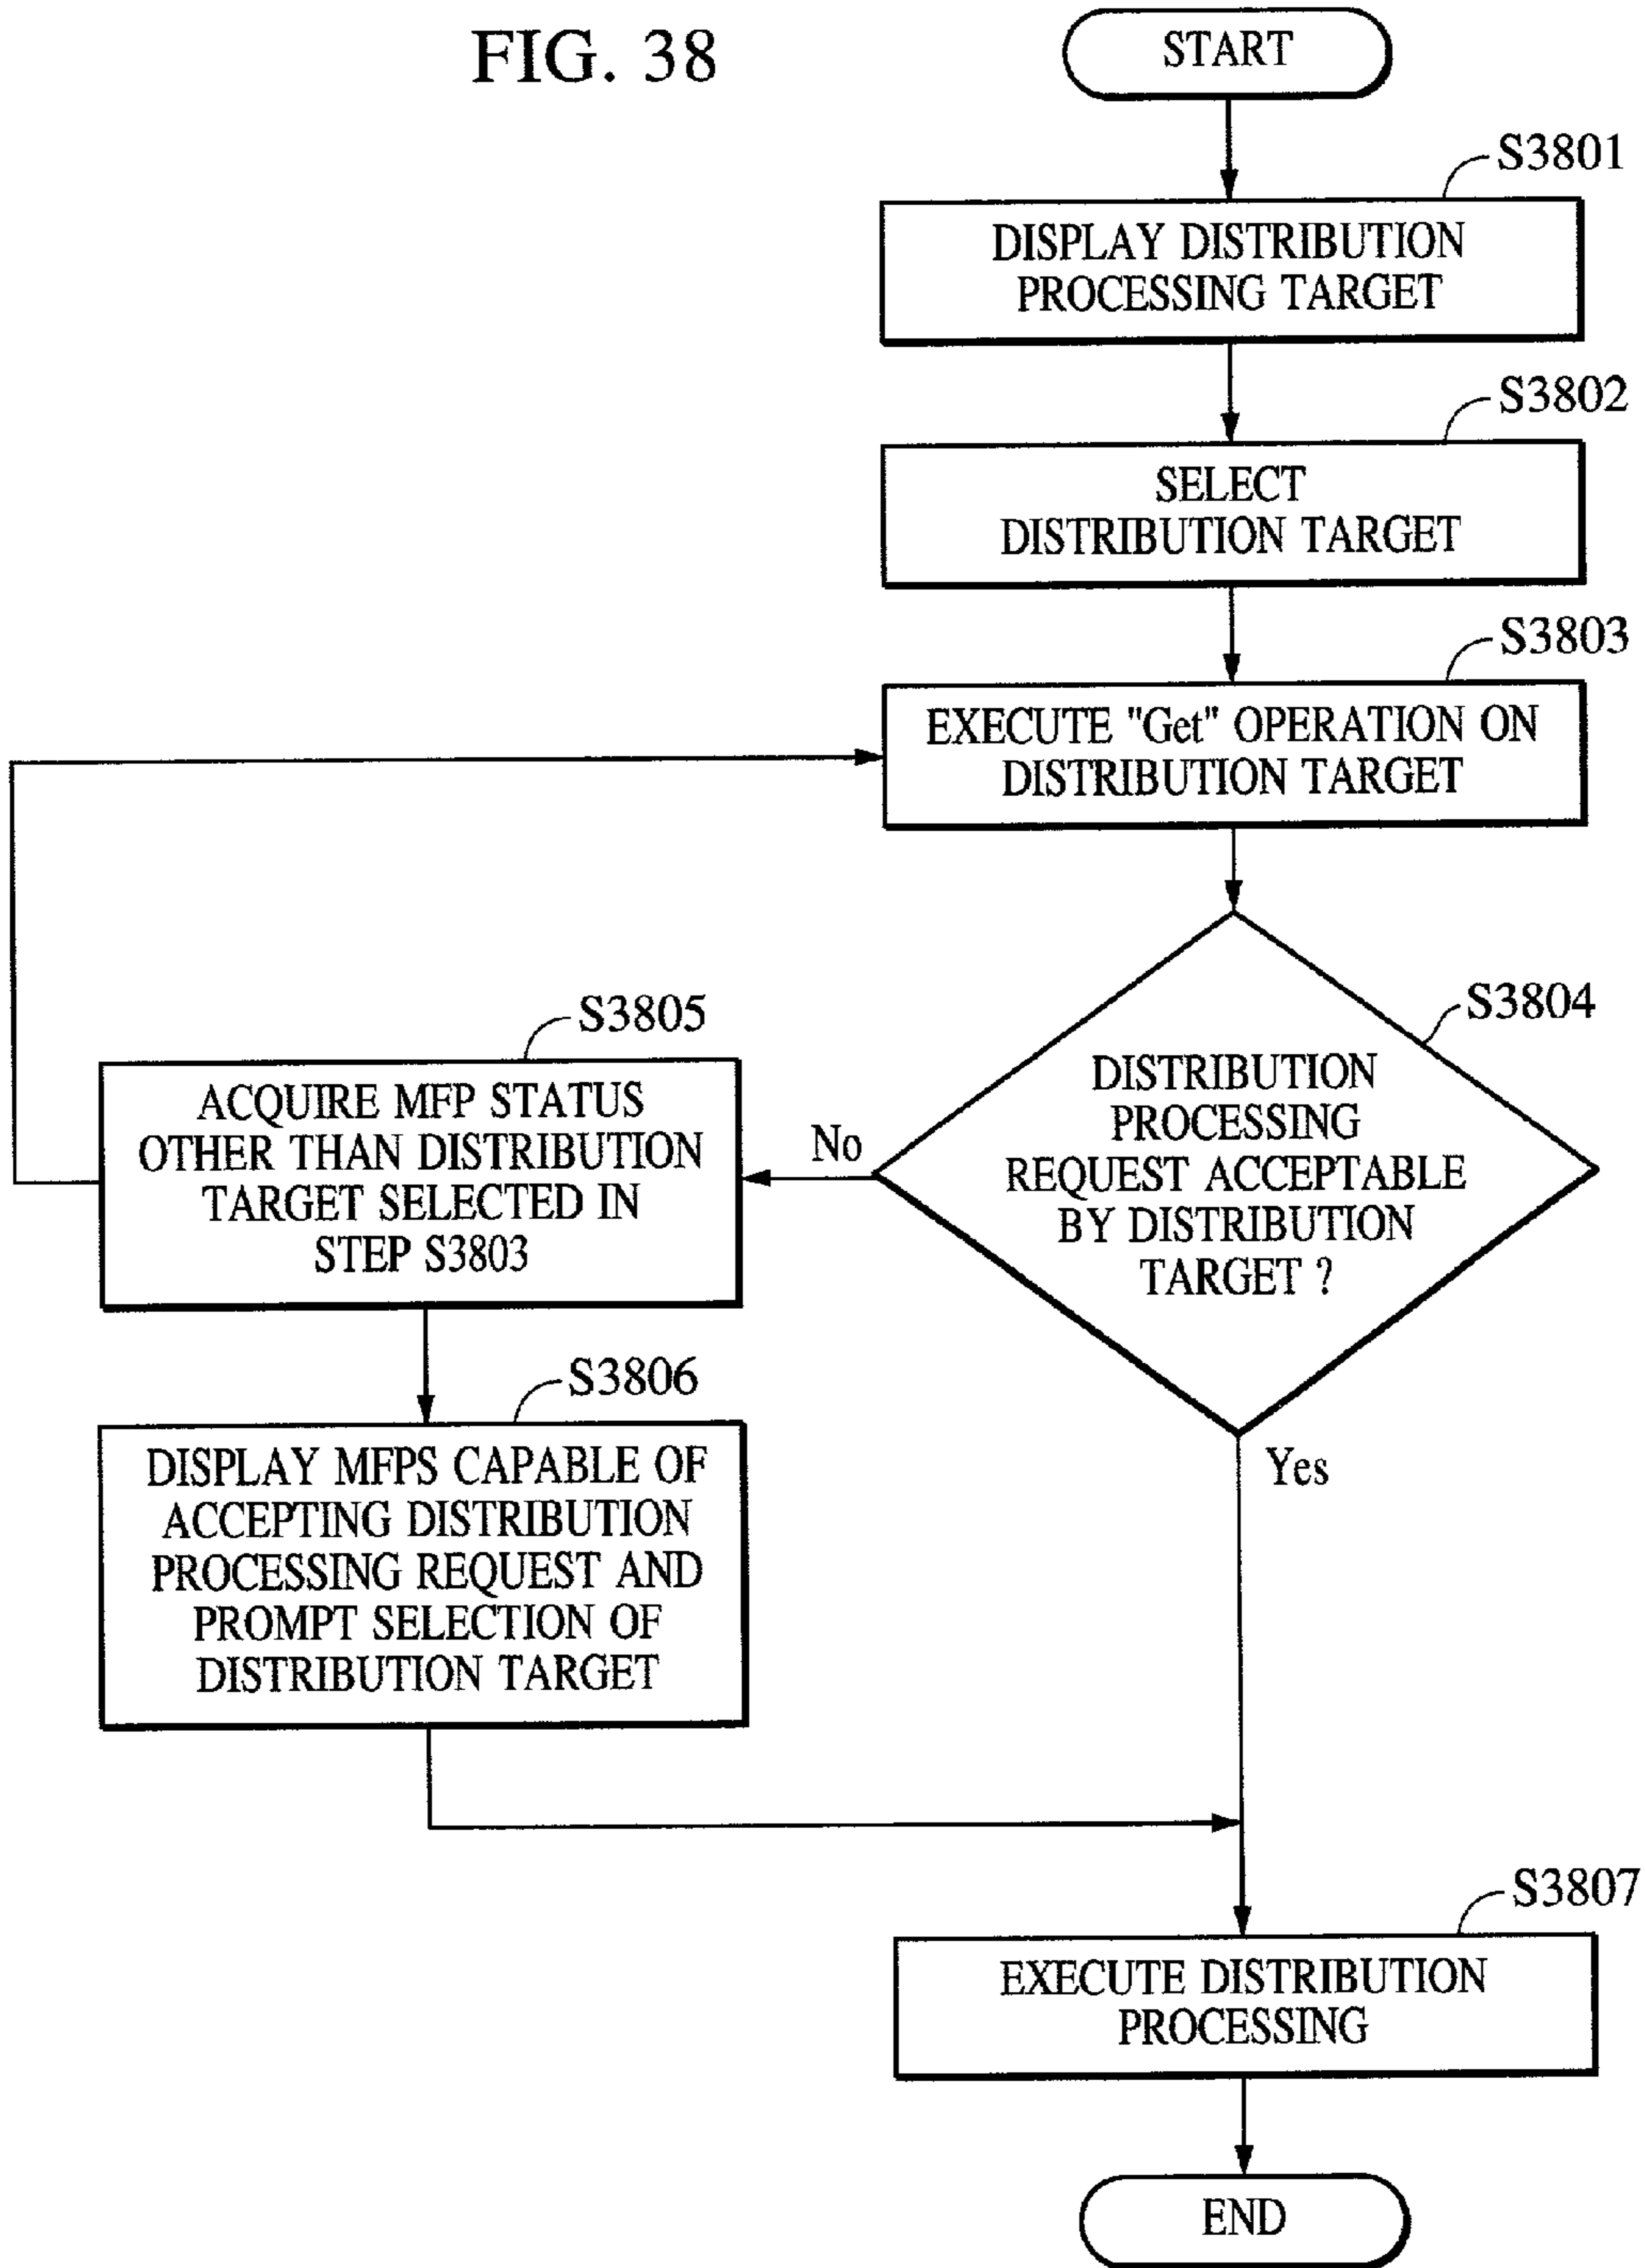 FIG. 38
START
S3801
DISPLAY DISTRIBUTION
PROCESSING TARGET
S3802
SELECT
DISTRIBUTION TARGET
S3803
EXECUTE "Get" OPERATION ON
DISTRIBUTION TARGET
S3804
DISTRIBUTION
PROCESSING
REQUEST ACCEPTABLE
BY DISTRIBUTION
TARGET ?
No
S3805
ACQUIRE MFP STATUS
OTHER THAN DISTRIBUTION
TARGET SELECTED IN
STEP S3803
S3806
DISPLAY MFPS CAPABLE OF
ACCEPTING DISTRIBUTION
PROCESSING REQUEST AND
PROMPT SELECTION OF
DISTRIBUTION TARGET
Yes
S3807
EXECUTE DISTRIBUTION
PROCESSING
END